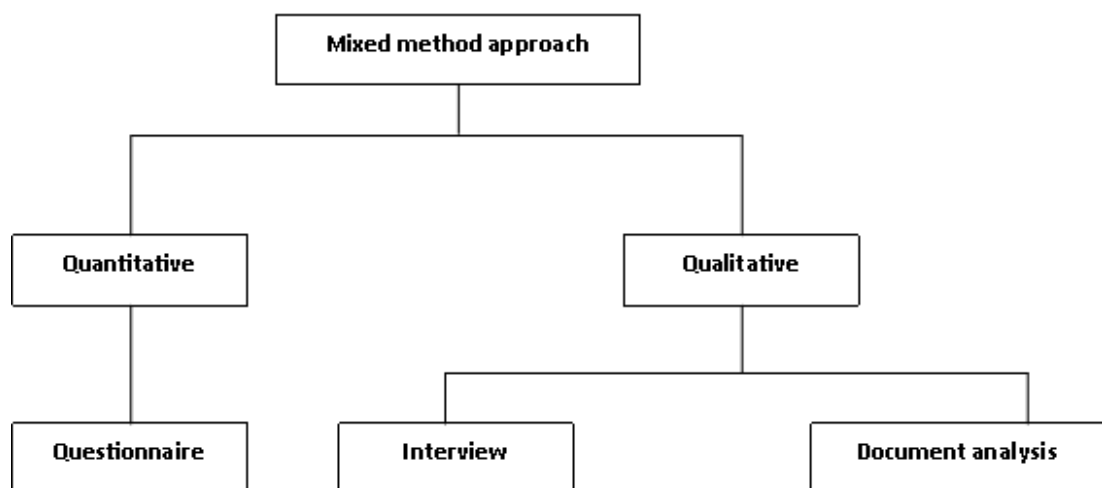 Mixed method approach
Quantitative
Qualitative
Questionnaire
Interview
Document analysis